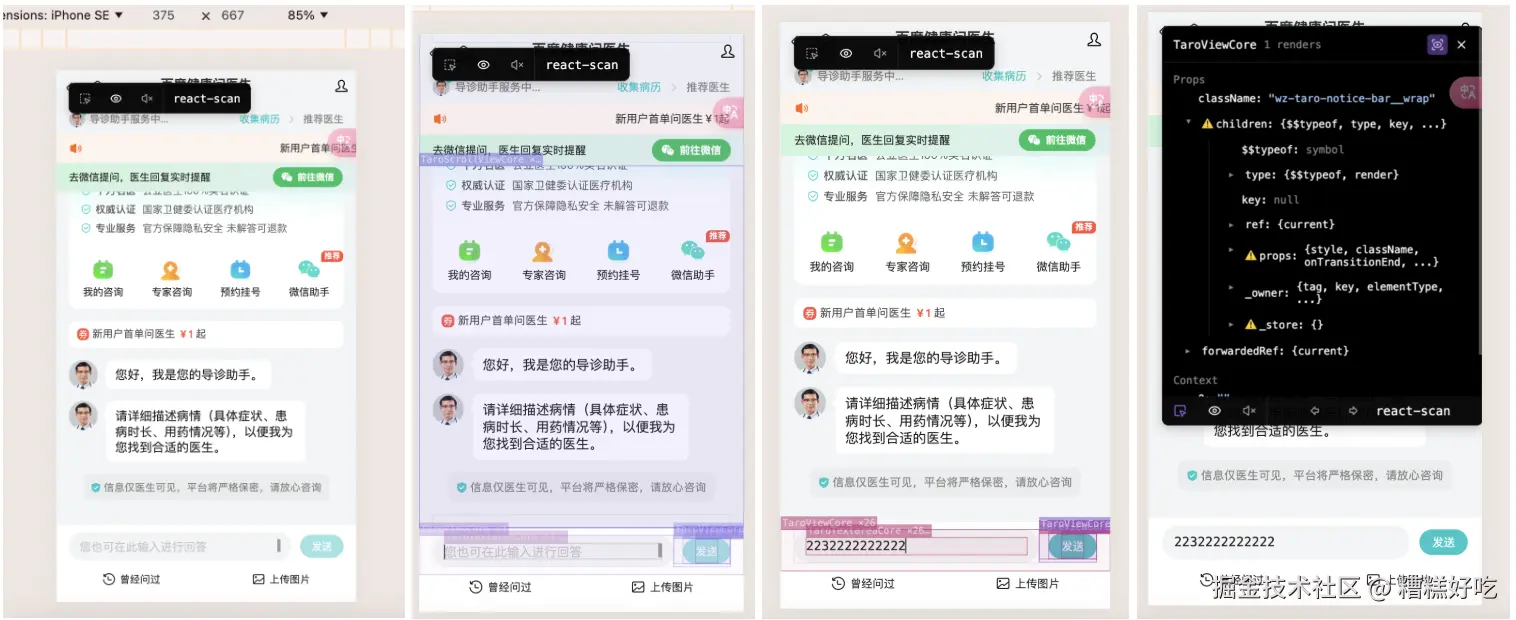 ensions: iPhone SE ▼ 375 x 667 85% ▼
react-scan
导诊助手服务中... 收集病历 > 推荐医生
新用户首单问医生
去微信提问,医生回复实时提醒 前往微信
权威认证 国家卫健委认证医疗机构
专业服务 官方保障隐私安全 未解答可退款
推荐
我的咨询 专家咨询 预约挂号 微信助手
券 新用户首单问医生 ¥1 起
您好,我是您的导诊助手。
请详细描述病情(具体症状、患
病时长、用药情况等),以便我为
您找到合适的医生。
信息仅医生可见,平台将严格保密,请放心咨询
您也可在此输入进行回答 发送
曾经问过 上传图片
react-scan
导诊助手服务中... 收集病历 > 推荐医生
新用户首单问医生 ¥1起
去微信提问,医生回复实时提醒 前往微信
TaroScrollViewCore ×…
权威认证 国家卫健委认证医疗机构
专业服务 官方保障隐私安全 未解答可退款
推荐
我的咨询 专家咨询 预约挂号 微信助手
券 新用户首单问医生 ¥1 起
您好,我是您的导诊助手。
请详细描述病情(具体症状、患
病时长、用药情况等),以便我为
您找到合适的医生。
信息仅医生可见,平台将严格保密,请放心咨询
您也可在此输入进行回答 发送
曾经问过 上传图片
react-scan
导诊助手服务中... 收集病历 > 推荐医生
新用户首单问医生 ¥1起
去微信提问,医生回复实时提醒 前往微信
权威认证 国家卫健委认证医疗机构
专业服务 官方保障隐私安全 未解答可退款
推荐
我的咨询 专家咨询 预约挂号 微信助手
券 新用户首单问医生 ¥1 起
您好,我是您的导诊助手。
请详细描述病情(具体症状、患
病时长、用药情况等),以便我为
您找到合适的医生。
信息仅医生可见,平台将严格保密,请放心咨询
TaroViewCore ×26 TaroViewCore
TaroTextareaCore ×26
2232222222222 发送
曾经问过 上传图片
TaroViewCore 1 renders
Props
className: "wz-taro-notice-bar__wrap"
children: {$$typeof, type, key, ...}
$$typeof: symbol
type: {$$typeof, render}
key: null
ref: {current}
props: {style, className,
onTransitionEnd, ...}
_owner: {tag, key, elementType,
...}
_store: {}
forwardedRef: {current}
Context
react-scan
您找到合适的医生。
信息仅医生可见,平台将严格保密,请放心咨询
2232222222222 发送
掘金技术社区 @ 糟糕好吃